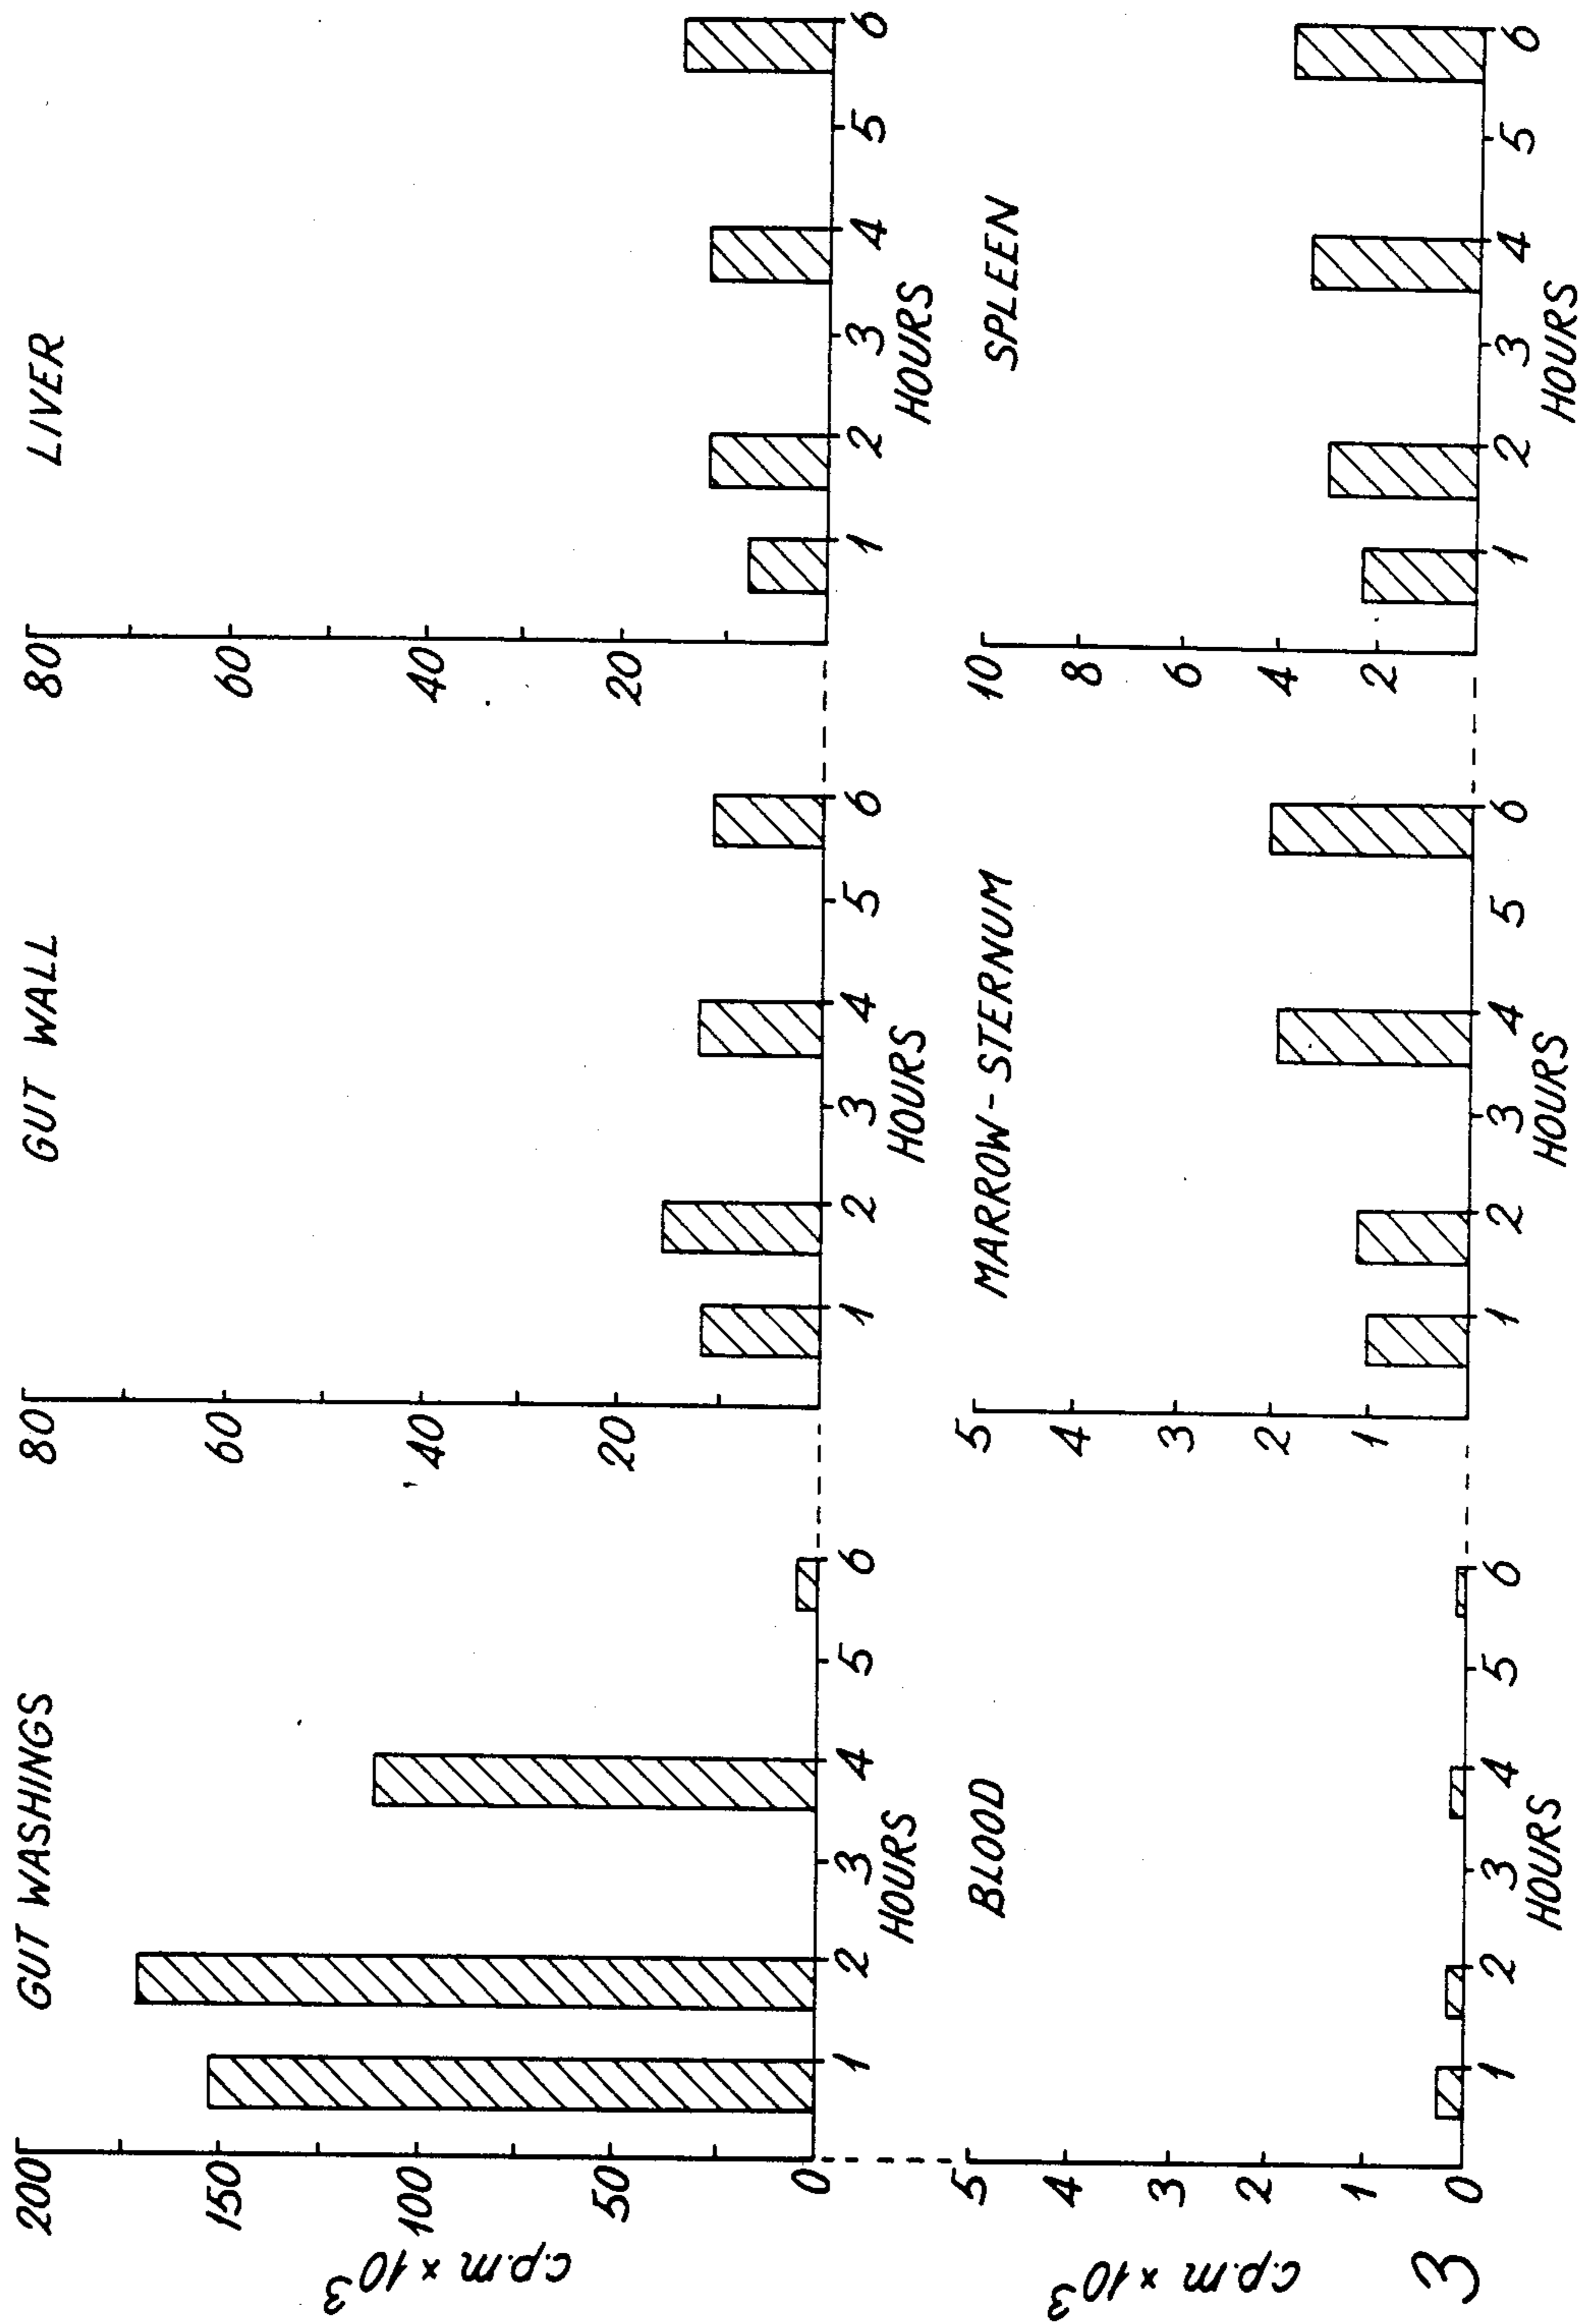 GUT WASHINGS
c.p.m × 10³
200
150
100
50
0
1 2 3 4 5 6
HOURS
GUT WALL
80
60
40
20
1 2 3 4 5 6
HOURS
LIVER
80
60
40
20
1 2 3 4 5 6
HOURS
BLOOD
c.p.m × 10³
5
4
3
2
1
0
1 2 3 4 5 6
HOURS
MARROW-STERNUM
5
4
3
2
1
1 2 3 4 5 6
HOURS
SPLEEN
10
8
6
4
2
1 2 3 4 5 6
HOURS
3